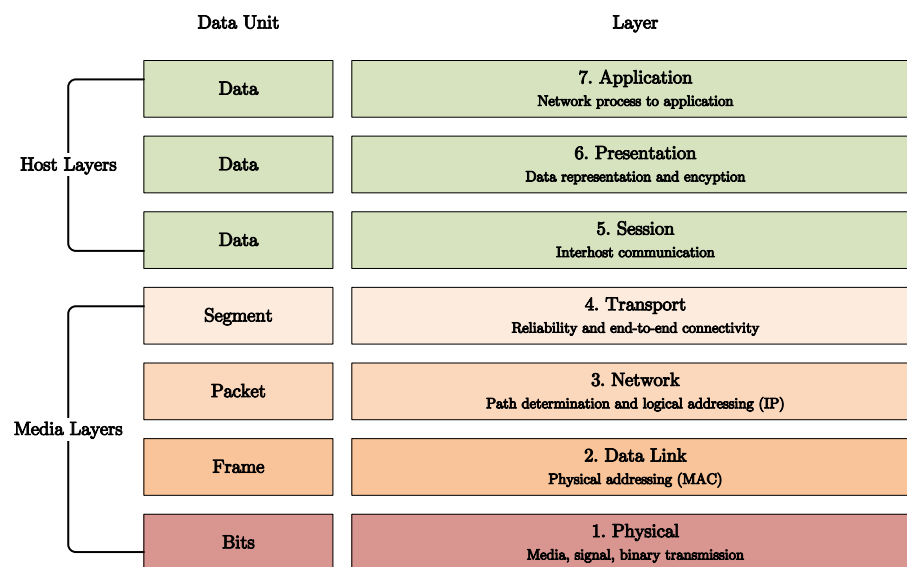 Data Unit
Layer
Host Layers
Data
7. Application
Network process to application
Data
6. Presentation
Data representation and encyption
Data
5. Session
Interhost communication
Media Layers
Segment
4. Transport
Reliability and end-to-end connectivity
Packet
3. Network
Path determination and logical addressing (IP)
Frame
2. Data Link
Physical addressing (MAC)
Bits
1. Physical
Media, signal, binary transmission